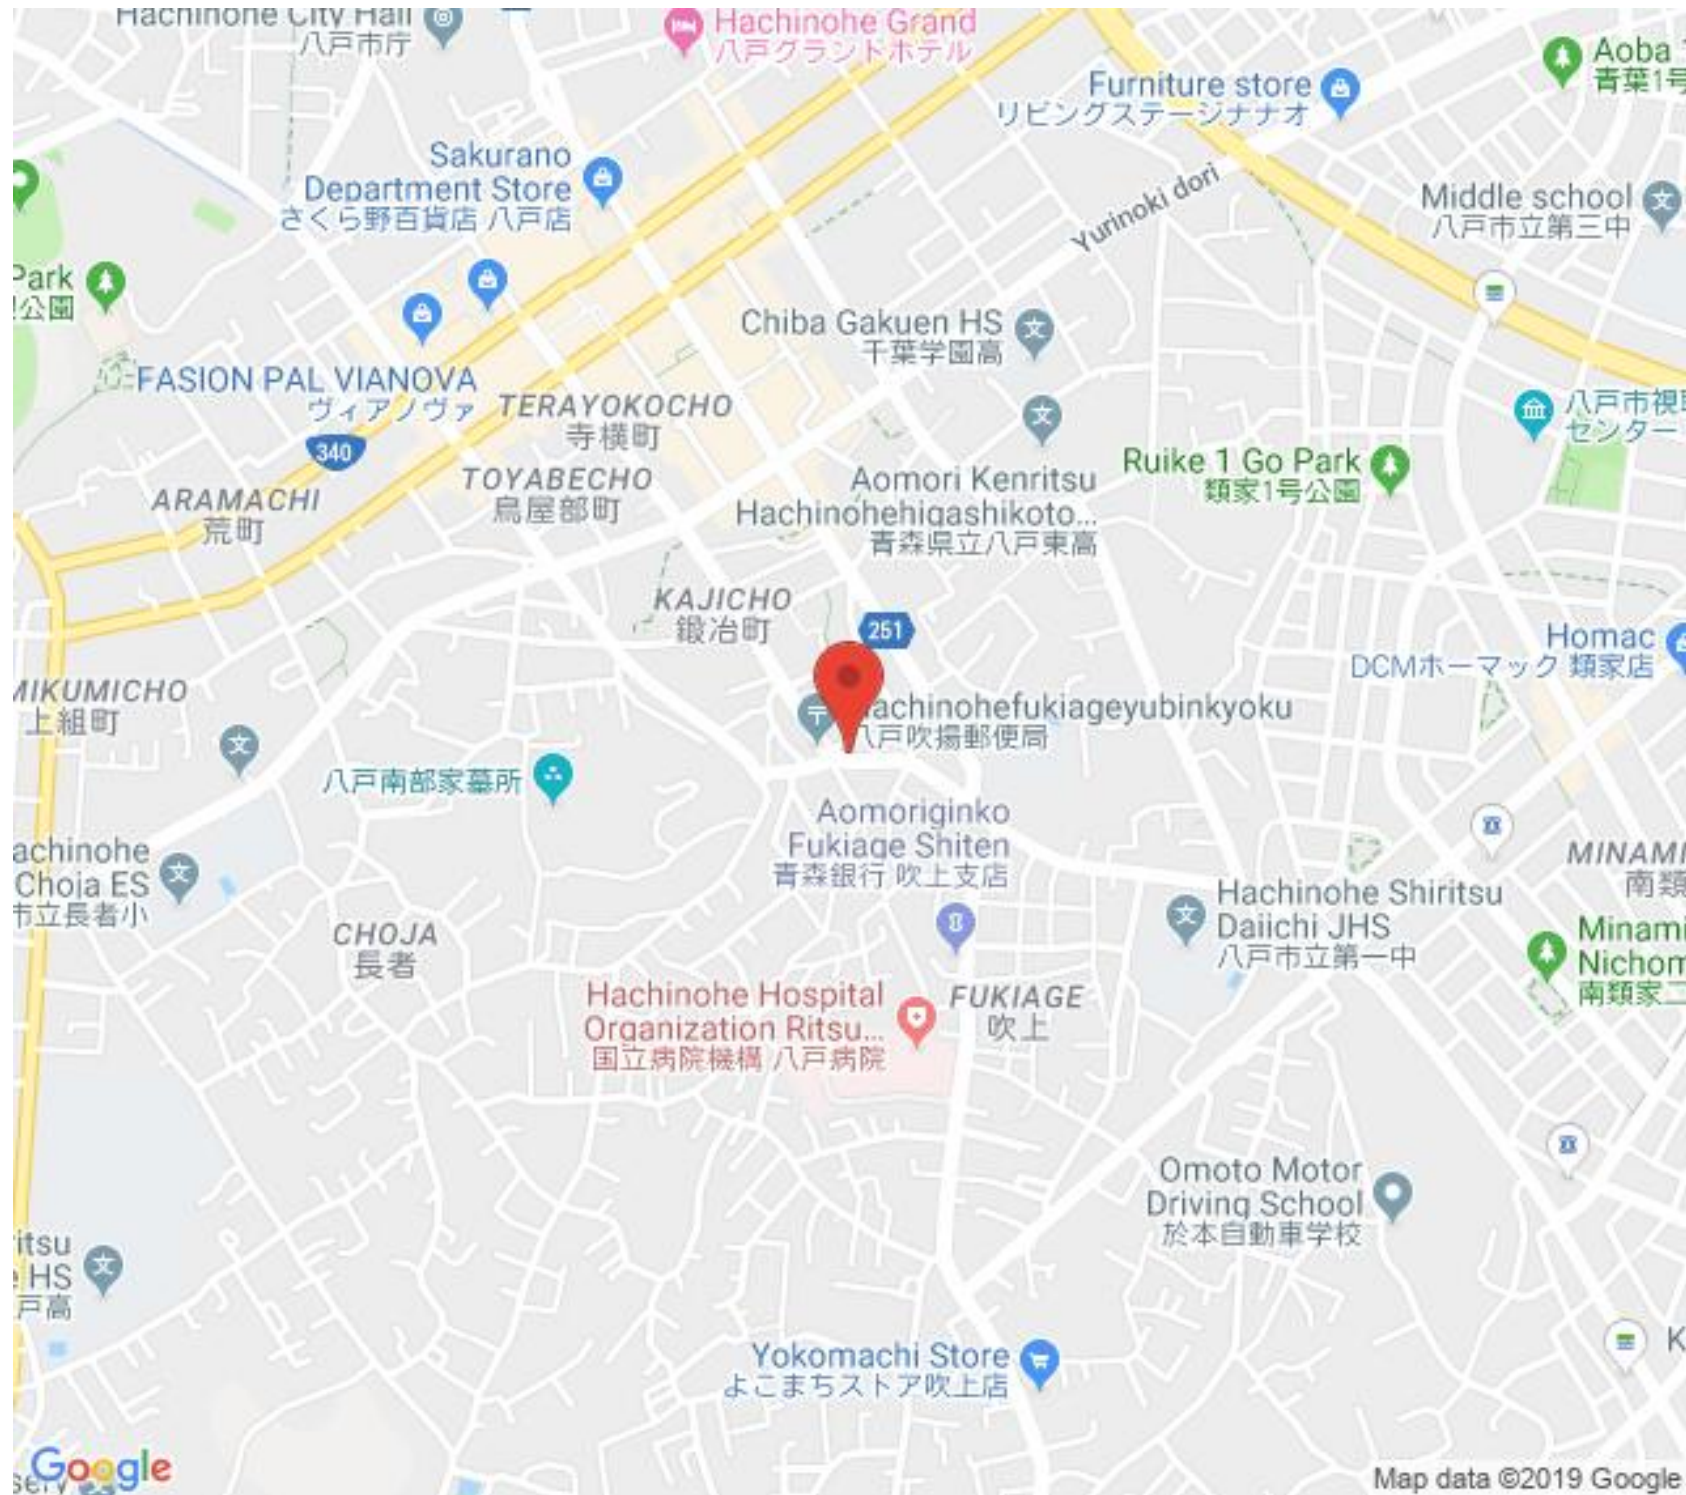 Hachinohe City Hall
八戸市庁
Hachinohe Grand
八戸グランドホテル
Furniture store
リビングステージナナオ
Aoba
青葉1号
Sakurano
Department Store
さくら野百貨店 八戸店
Yurinoki dori
Middle school
八戸市立第三中
Park
公園
Chiba Gakuen HS
千葉学園高
FASION PAL VIANOVA
ヴィアノヴァ
340
TERAYOKOCHO
寺横町
八戸市視聴
センター
Ruike 1 Go Park
類家1号公園
TOYABECHO
鳥屋部町
ARAMACHI
荒町
Aomori Kenritsu
Hachinohehigashikoto...
青森県立八戸東高
KAJICHO
鍛冶町
251
Homac
DCMホーマック 類家店
MIKUMICHO
上組町
achinohefukiageyubinkyoku
八戸吹揚郵便局
八戸南部家墓所
Aomoriginko
Fukiage Shiten
青森銀行 吹上支店
achinohe
Choja ES
市立長者小
MINAMI
南類
Hachinohe Shiritsu
Daiichi JHS
八戸市立第一中
CHOJA
長者
Minami
Nichom
南類家二
Hachinohe Hospital
Organization Ritsu...
国立病院機構 八戸病院
FUKIAGE
吹上
Omoto Motor
Driving School
於本自動車学校
itsu
HS
戸高
Yokomachi Store
よこまちストア吹上店
K
Google
Map data ©2019 Google